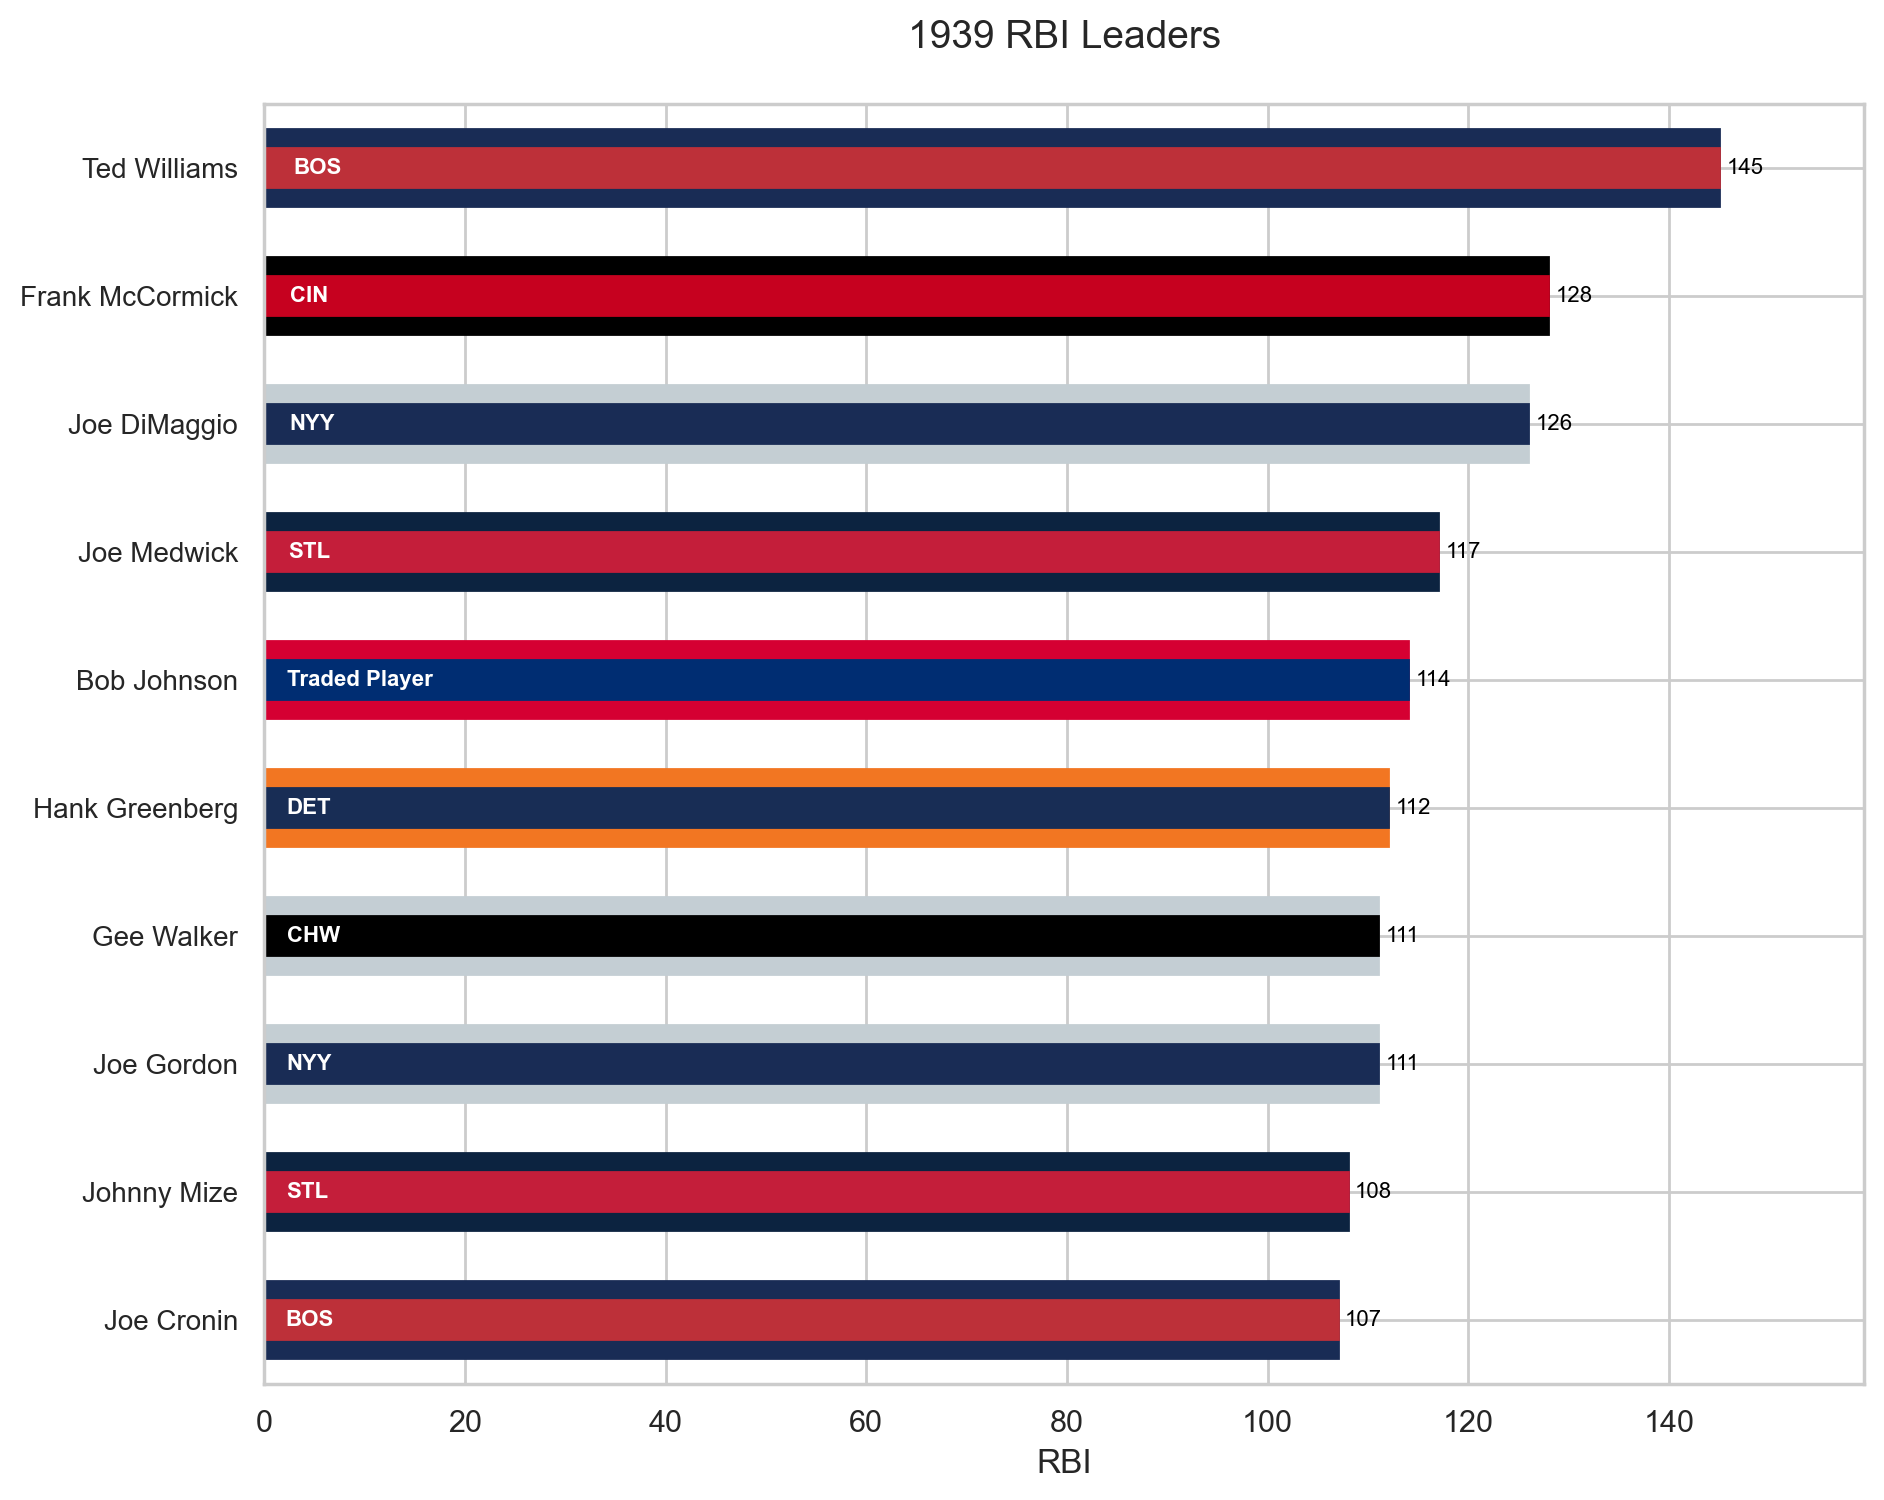 1939 RBI Leaders
Ted Williams BOS 145
Frank McCormick CIN 128
Joe DiMaggio NYY 126
Joe Medwick STL 117
Bob Johnson Traded Player 114
Hank Greenberg DET 112
Gee Walker CHW 111
Joe Gordon NYY 111
Johnny Mize STL 108
Joe Cronin BOS 107
0 20 40 60 80 100 120 140
RBI